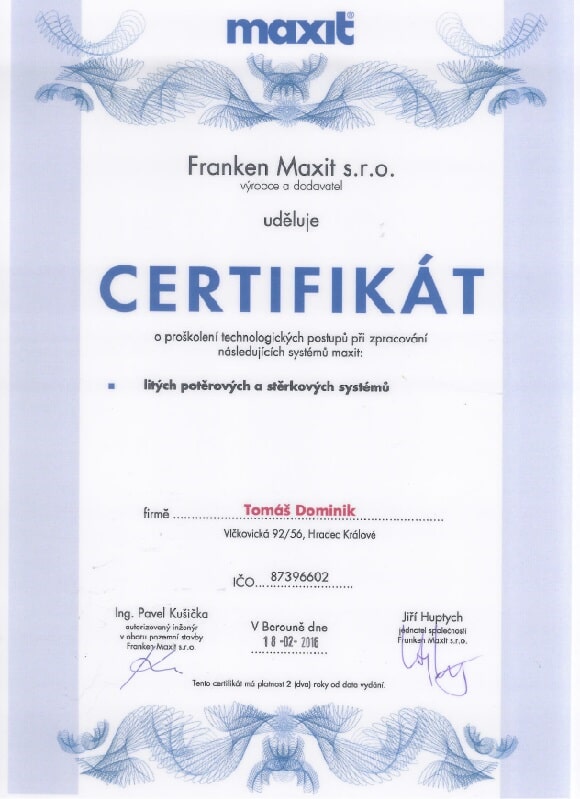 maxit®
Franken Maxit s.r.o.
výrobce a dodavatel
uděluje
CERTIFIKÁT
o proškolení technologických postupů při zpracování
následujících systémů maxit:
litých potěrových a stěrkových systémů
firmě Tomáš Dominik
Vlčkovická 92/56, Hracec Králové
IČO 87396602
Ing. Pavel Kušička
autorizovaný inženýr
v oboru pozemní stavby
Franken Maxit s.r.o.
V Berouně dne
18 -02- 2016
Jiří Huptych
jednatel společnosti
Franken Maxit s.r.o.
Tento certifikát má platnost 2 (dva) roky od data vydání.